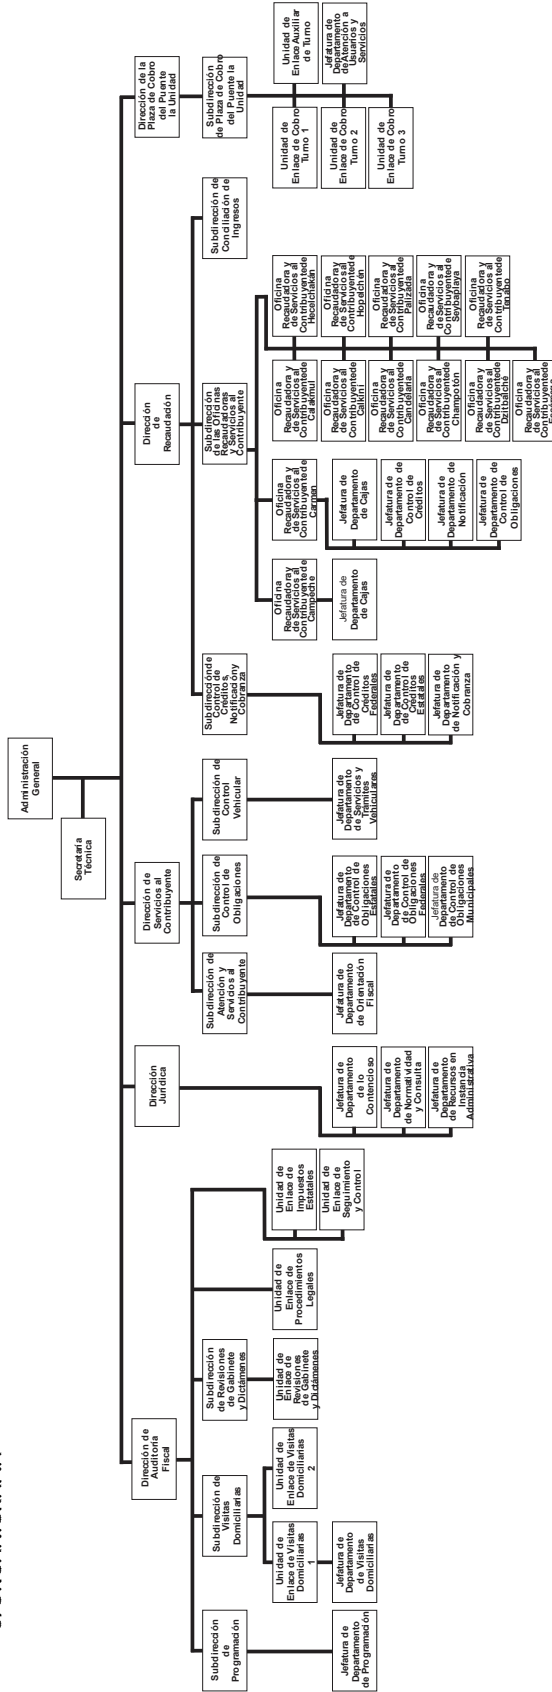 Administración
General
Secretaría
Técnica
Dirección de
Auditoría
Fiscal
Dirección
Jurídica
Dirección de
Servicios al
Contribuyente
Dirección
de
Recaudación
Dirección de la
Plaza de Cobro
del Puente
la Unidad
Subdirección
de
Programación
Subdirección de
Visitas
Domiciliarias
Subdirección
de Revisiones
de Gabinete
y Dictámenes
Subdirección de
Atención y
Servicios al
Contribuyente
Subdirección de
Control de
Obligaciones
Subdirección de
Control
Vehicular
Subdirección de
Control de
Créditos,
Notificación y
Cobranza
Subdirección
de las Oficinas
Recaudadoras
y Servicios al
Contribuyente
Subdirección de
Conciliación de
Ingresos
Subdirección
de Plaza de Cobro
del Puente la
Unidad
Unidad de
Enlace de Visitas
Domiciliarias
1
Unidad de
Enlace de Visitas
Domiciliarias
2
Unidad de
Enlace de
Revisiones
de Gabinete
y Dictámenes
Unidad de
Enlace de
Procedimientos
Legales
Unidad de
Enlace de
Impuestos
Estatales
Unidad de
Enlace de
Seguimiento
y Control
Oficina
Recaudadora y
de Servicios al
Contribuyente de
Campeche
Oficina
Recaudadora y
de Servicios al
Contribuyente de
Carmen
Oficina
Recaudadora y
de Servicios al
Contribuyente de
Calakmul
Oficina
Recaudadora y
de Servicios al
Contribuyente de
Hecelchakán
Oficina
Recaudadora y
de Servicios al
Contribuyente de
Calkiní
Oficina
Recaudadora y
de Servicios al
Contribuyente de
Hopelchén
Oficina
Recaudadora y
de Servicios al
Contribuyente de
Candelaria
Oficina
Recaudadora y
de Servicios al
Contribuyente de
Palizada
Oficina
Recaudadora y
de Servicios al
Contribuyente de
Champotón
Oficina
Recaudadora y
de Servicios al
Contribuyente de
Seybaplaya
Oficina
Recaudadora y
de Servicios al
Contribuyente de
Dzitbalché
Oficina
Recaudadora y
de Servicios al
Contribuyente de
Tenabo
Oficina
Recaudadora y
de Servicios al
Contribuyente de
Unidad de
Enlace de Cobro
Turno 1
Unidad de
Enlace Auxiliar
de Turno
Unidad de
Enlace de Cobro
Turno 2
Jefatura de
Departamento
de Atención a
Usuarios y
Servicios
Unidad de
Enlace de Cobro
Turno 3
Jefatura de
Departamento
de Programación
Jefatura de
Departamento
de Visitas
Domiciliarias
Jefatura de
Departamento
de lo
Contencioso
Jefatura de
Departamento
de Normatividad
y Consulta
Jefatura de
Departamento
de Recursos en
Instancia
Administrativa
Jefatura de
Departamento
de Orientación
Fiscal
Jefatura de
Departamento
de Control de
Obligaciones
Estatales
Jefatura de
Departamento
de Control de
Obligaciones
Federales
Jefatura de
Departamento
de Control de
Obligaciones
Municipales
Jefatura de
Departamento
de Servicios y
Trámites
Vehiculares
Jefatura de
Departamento
de Control de
Créditos
Federales
Jefatura de
Departamento
de Control de
Créditos
Estatales
Jefatura de
Departamento
de Notificación y
Cobranza
Jefatura de
Departamento
de Cajas
Jefatura de
Departamento
de Cajas
Jefatura de
Departamento de
Control de
Créditos
Jefatura de
Departamento de
Notificación
Jefatura de
Departamento de
Control de
Obligaciones